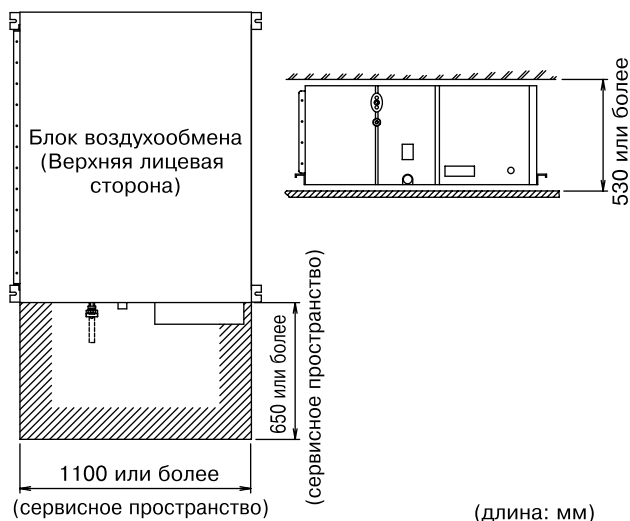 Блок воздухообмена
(Верхняя лицевая
сторона)
530 или более
650 или более
(сервисное пространство)
1100 или более
(сервисное пространство)
(длина: мм)